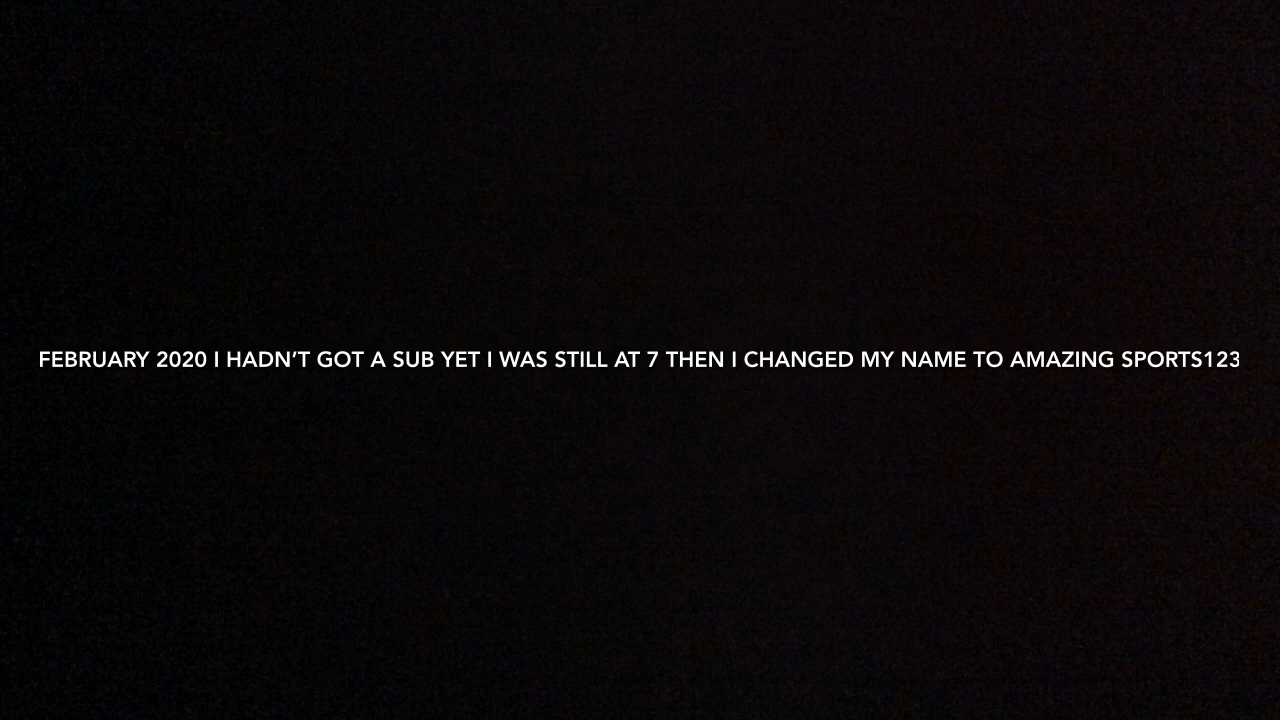 FEBRUARY 2020 I HADN’T GOT A SUB YET I WAS STILL AT 7 THEN I CHANGED MY NAME TO AMAZING SPORTS123